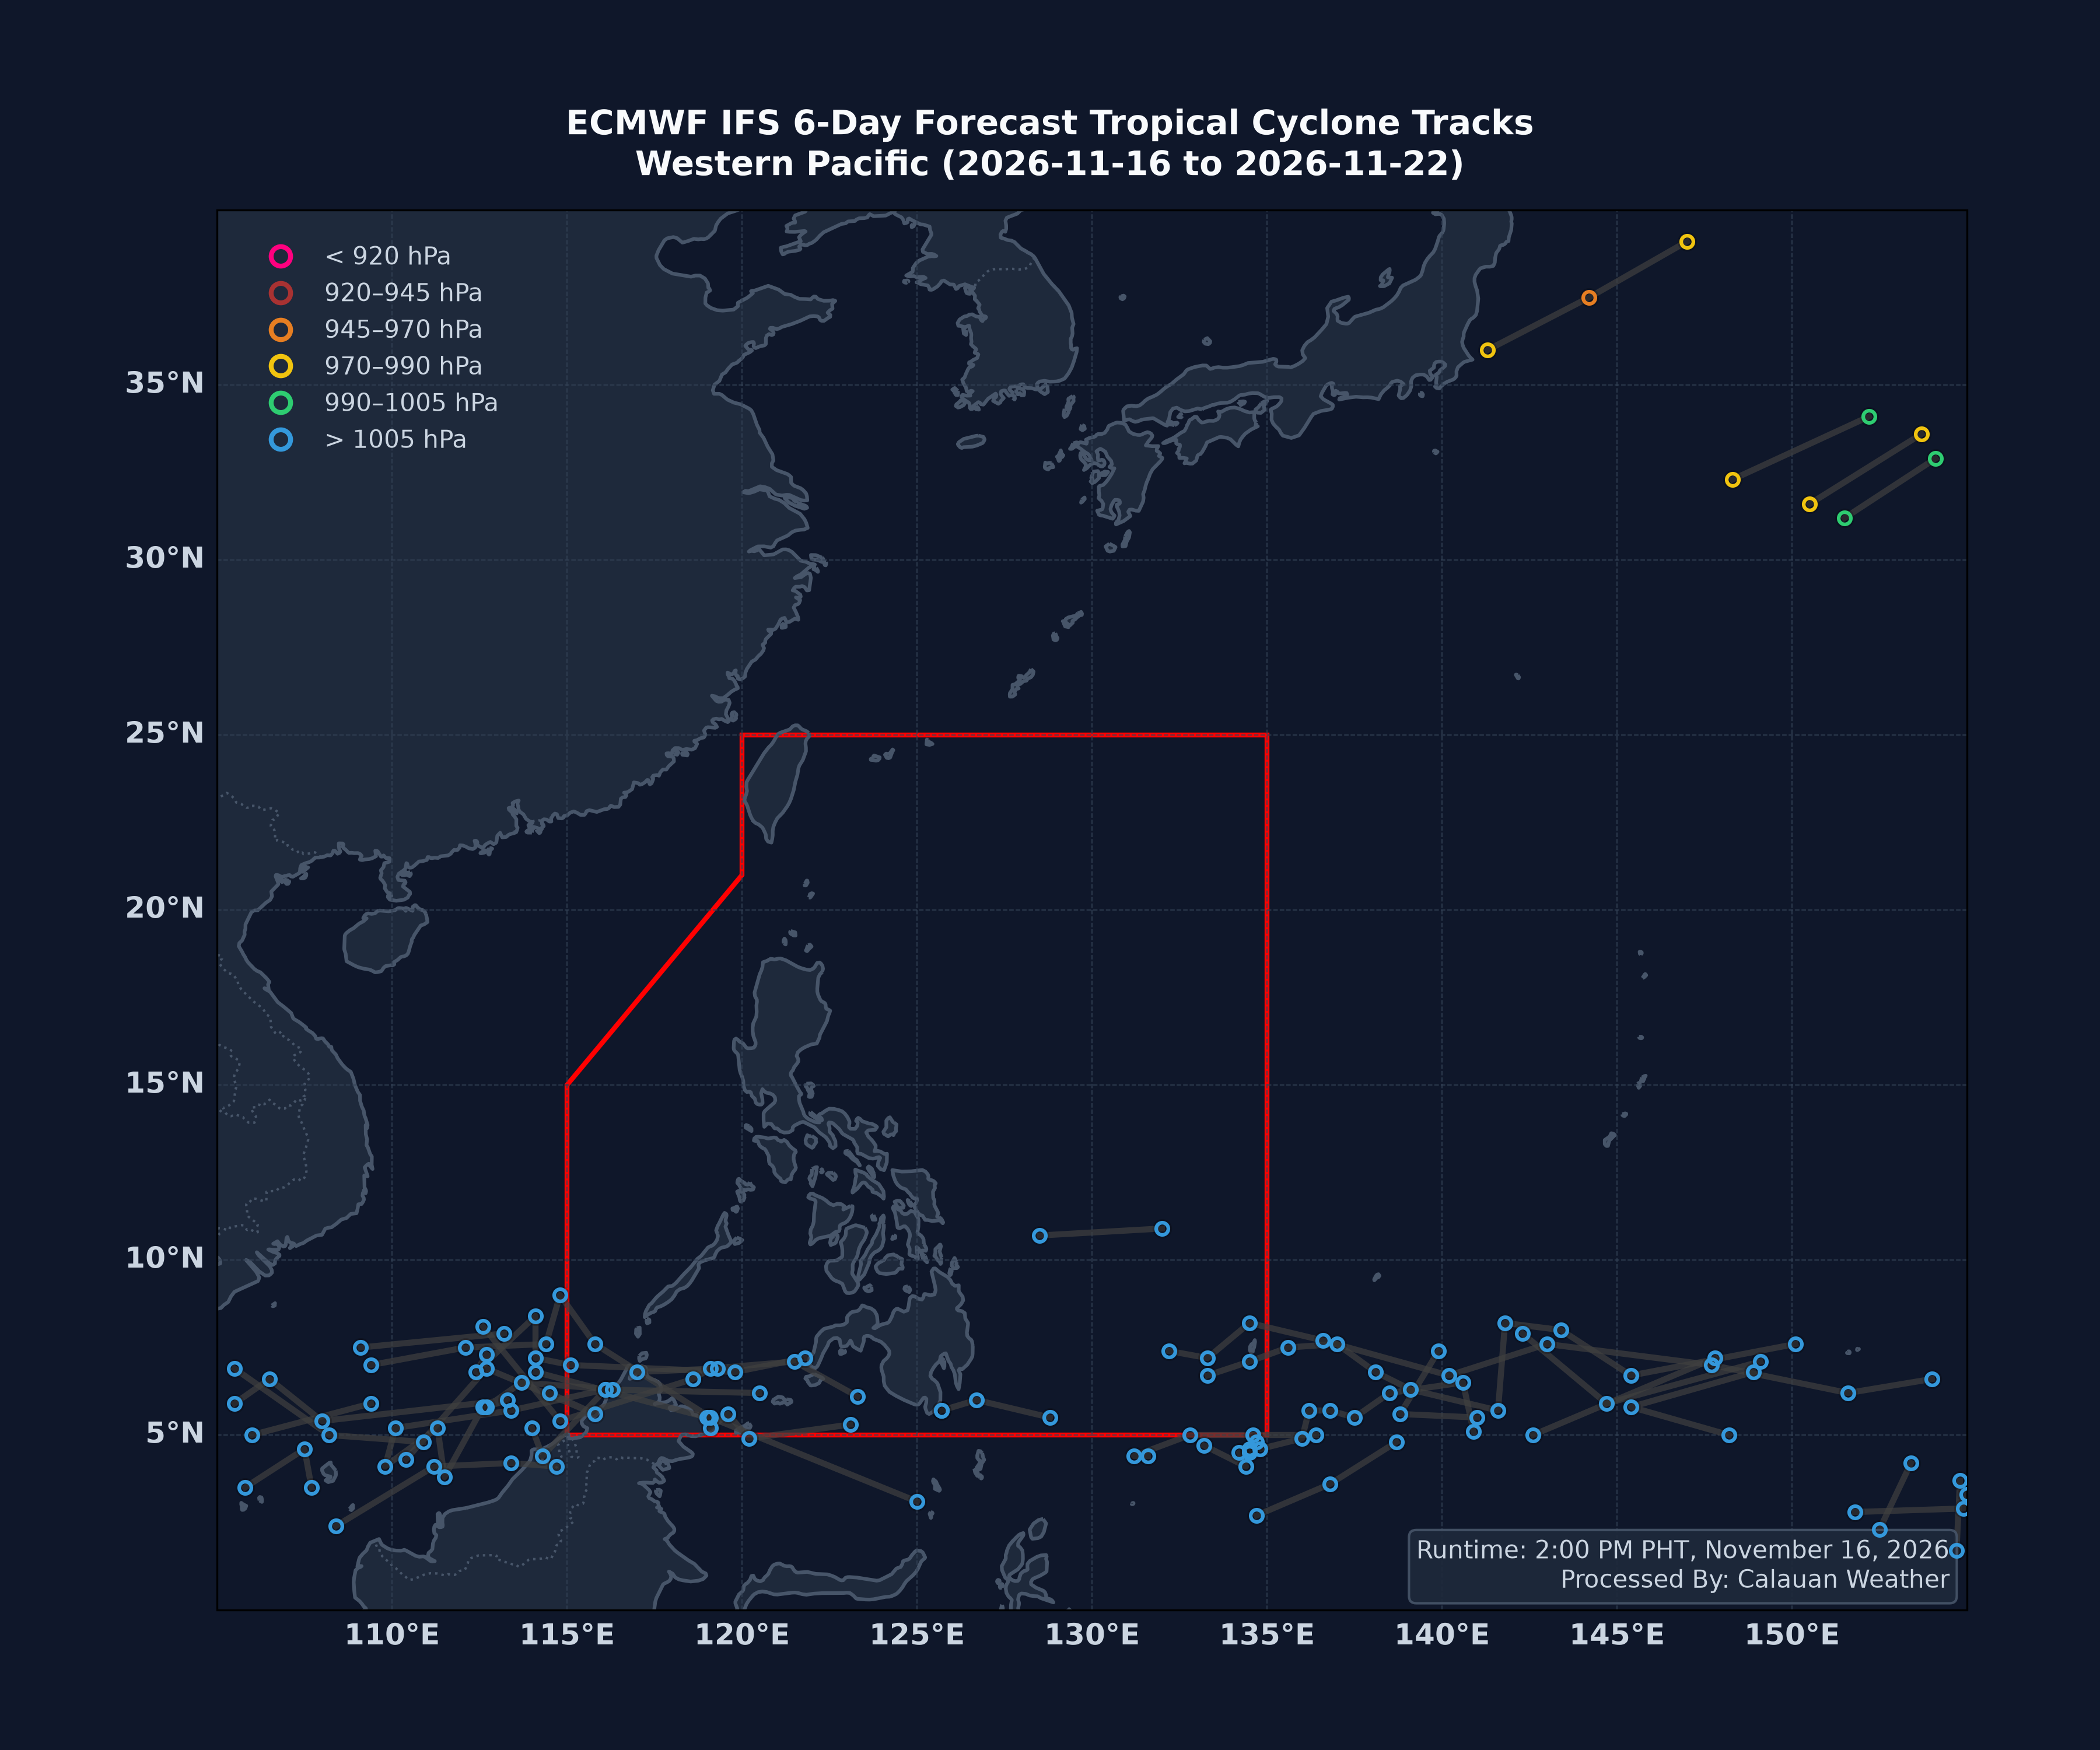 ECMWF IFS 6-Day Forecast Tropical Cyclone Tracks
Western Pacific (2026-11-16 to 2026-11-22)
< 920 hPa
920–945 hPa
945–970 hPa
970–990 hPa
990–1005 hPa
> 1005 hPa
35°N
30°N
25°N
20°N
15°N
10°N
5°N
Runtime: 2:00 PM PHT, November 16, 2026
Processed By: Calauan Weather
110°E
115°E
120°E
125°E
130°E
135°E
140°E
145°E
150°E